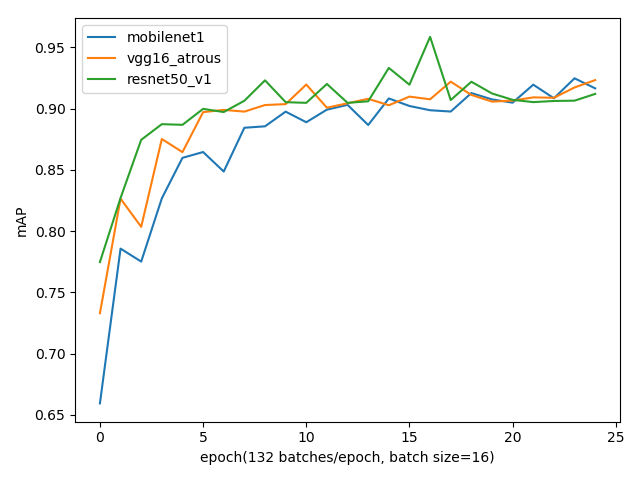 mobilenet1
vgg16_atrous
resnet50_v1
0.95
0.90
0.85
0.80
0.75
0.70
0.65
mAP
0 5 10 15 20 25
epoch(132 batches/epoch, batch size=16)